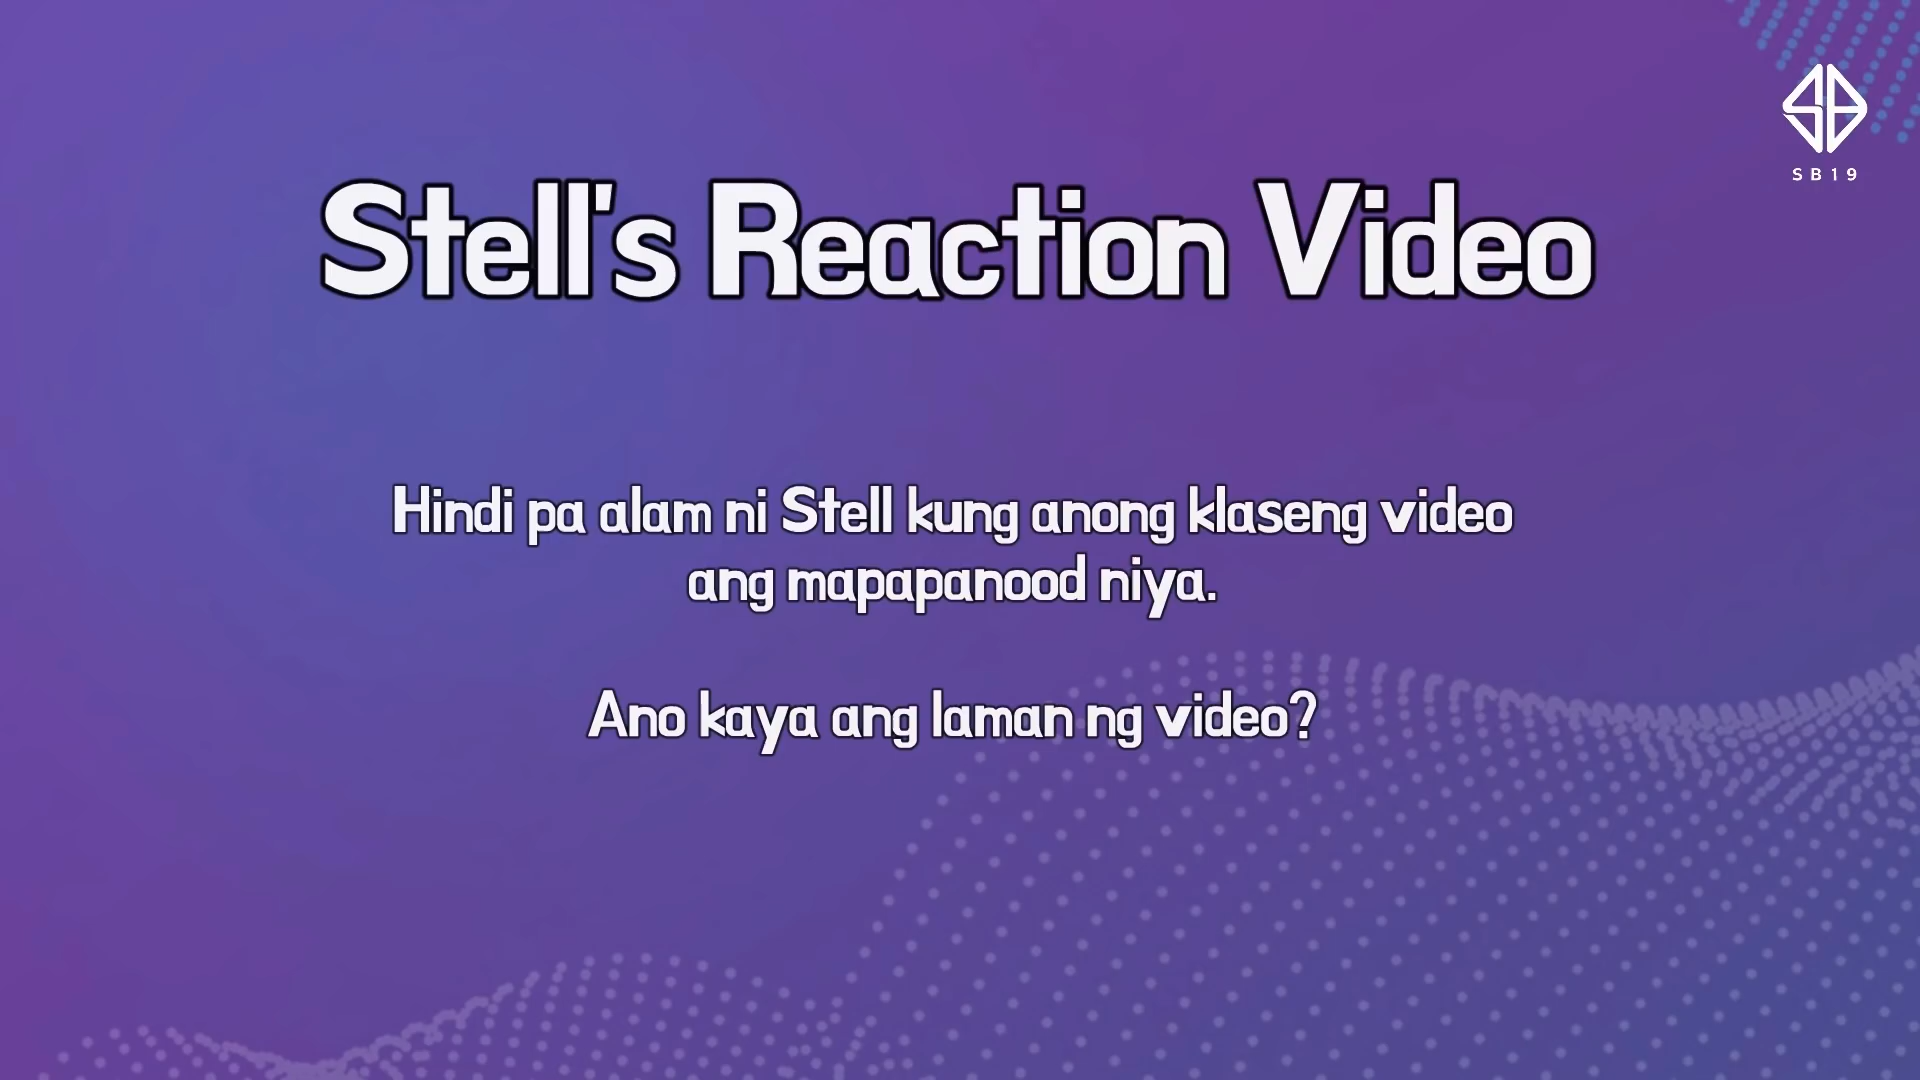 SB19
Stell's Reaction Video
Hindi pa alam ni Stell kung anong klaseng video
ang mapapanood niya.
Ano kaya ang laman ng video?